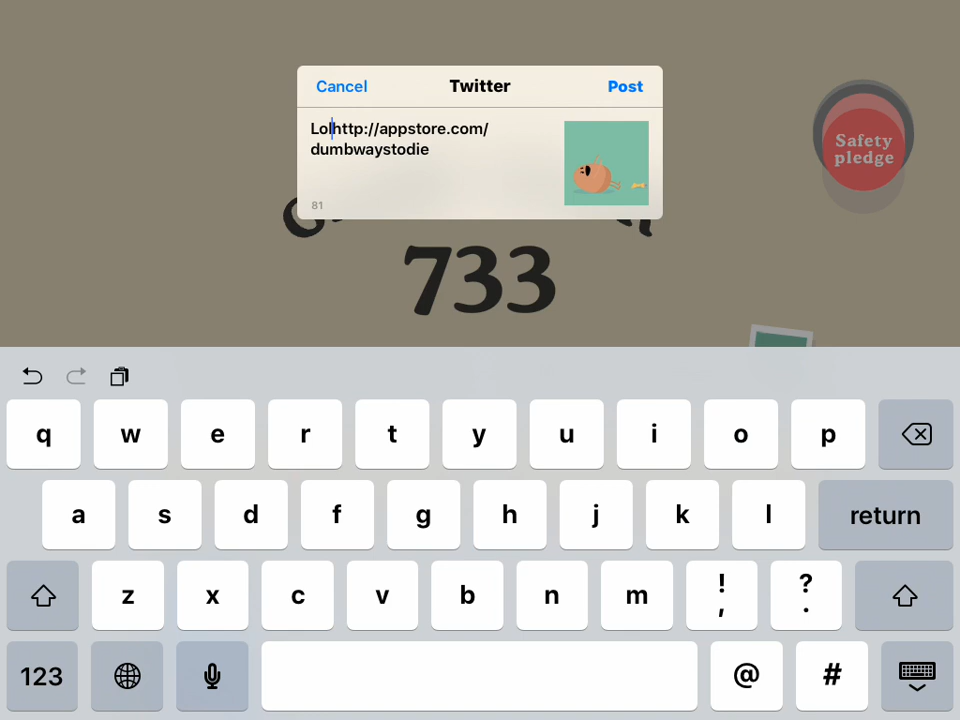 Cancel Twitter Post
Lolhttp://appstore.com/
dumbwaystodie
81
Safety
pledge
733
q w e r t y u i o p
a s d f g h j k l return
z x c v b n m ! , ? .
123 @ #